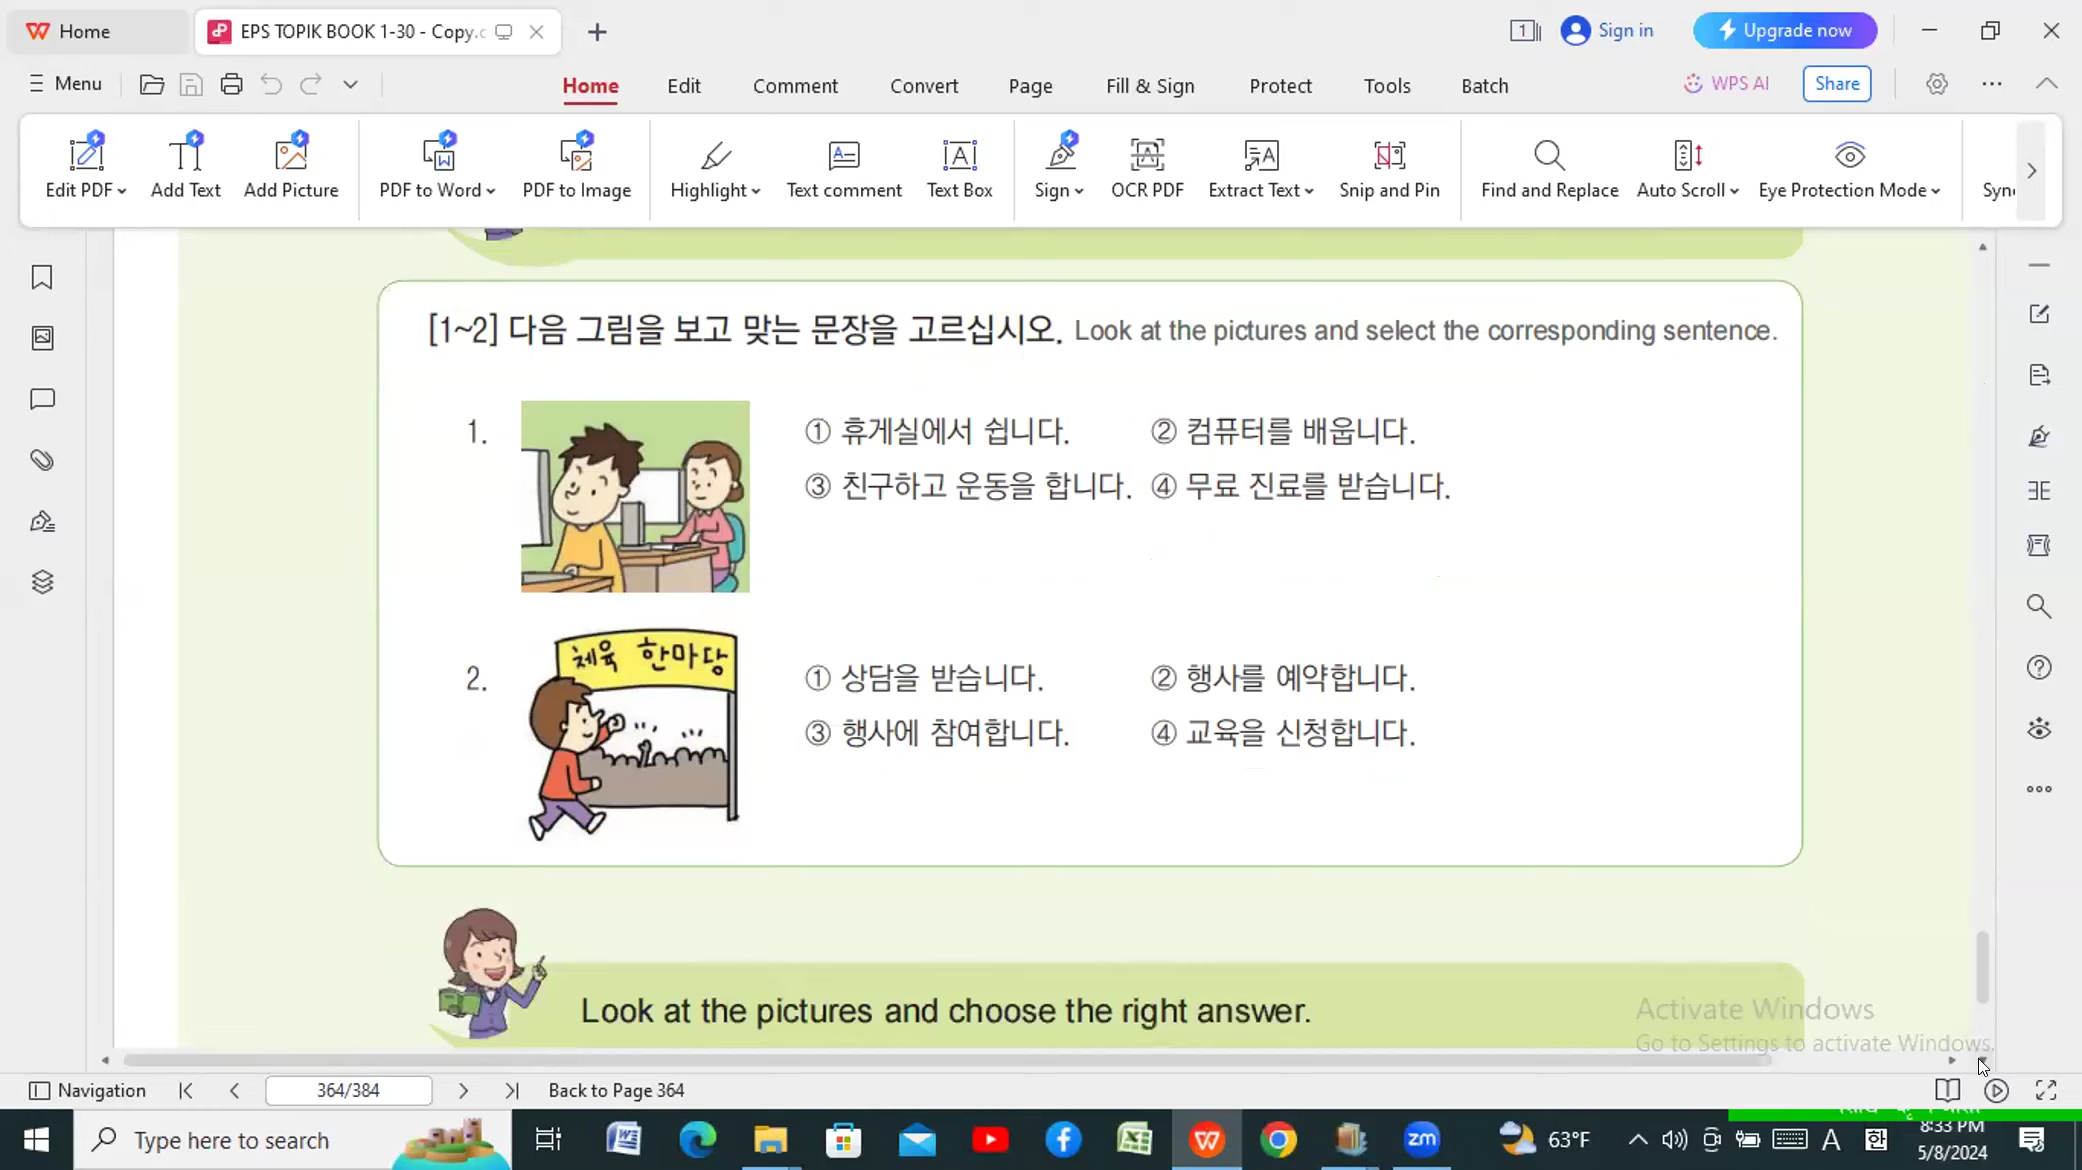 Home
EPS TOPIK BOOK 1-30 - Copy.c
Sign in
Upgrade now
Menu
Home Edit Comment Convert Page Fill & Sign Protect Tools Batch
WPS AI
Share
Edit PDF Add Text Add Picture PDF to Word PDF to Image Highlight Text comment Text Box Sign OCR PDF Extract Text Snip and Pin Find and Replace Auto Scroll Eye Protection Mode
[1~2] 다음 그림을 보고 맞는 문장을 고르십시오. Look at the pictures and select the corresponding sentence.
1.
① 휴게실에서 쉽니다. ② 컴퓨터를 배웁니다.
③ 친구하고 운동을 합니다. ④ 무료 진료를 받습니다.
체육 한마당
2.
① 상담을 받습니다. ② 행사를 예약합니다.
③ 행사에 참여합니다. ④ 교육을 신청합니다.
Look at the pictures and choose the right answer.
Activate Windows
Go to Settings to activate Windows.
Navigation
364/384
Back to Page 364
Type here to search
63°F
A
한
8:33 PM
5/8/2024